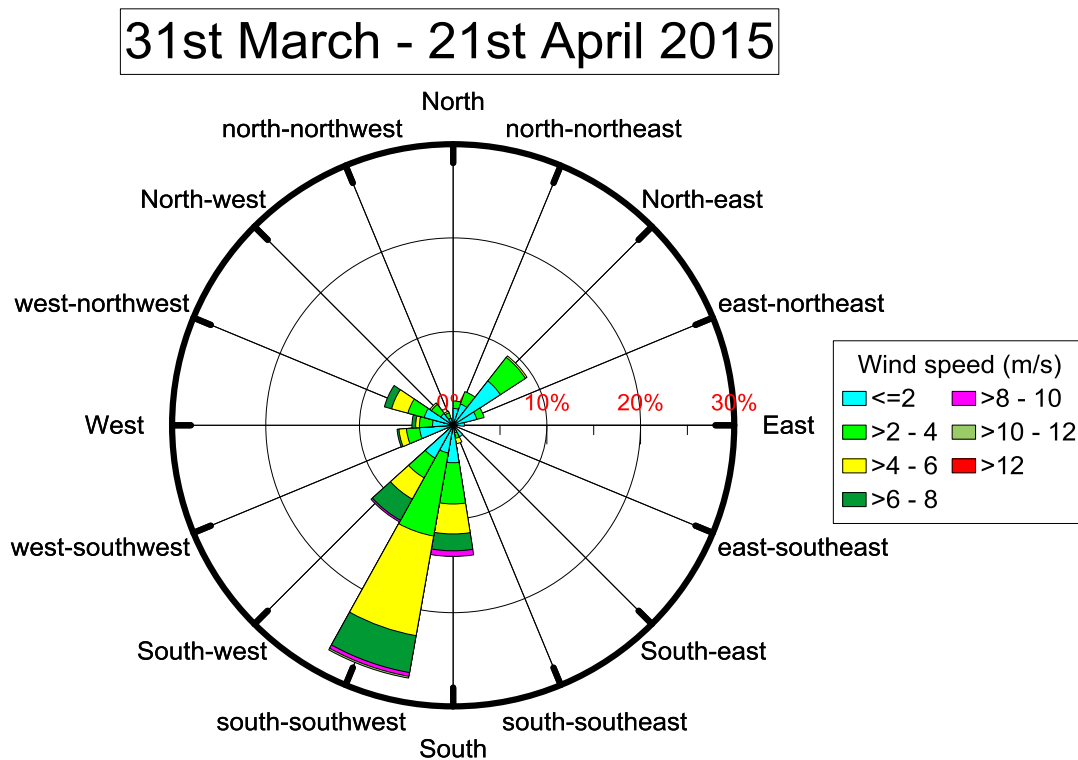 31st March - 21st April 2015
North
north-northwest
north-northeast
North-west
North-east
west-northwest
east-northeast
0%
10%
20%
30%
West
East
Wind speed (m/s)
<=2
>8 - 10
>2 - 4
>10 - 12
>4 - 6
>12
>6 - 8
west-southwest
east-southeast
South-west
South-east
south-southwest
south-southeast
South